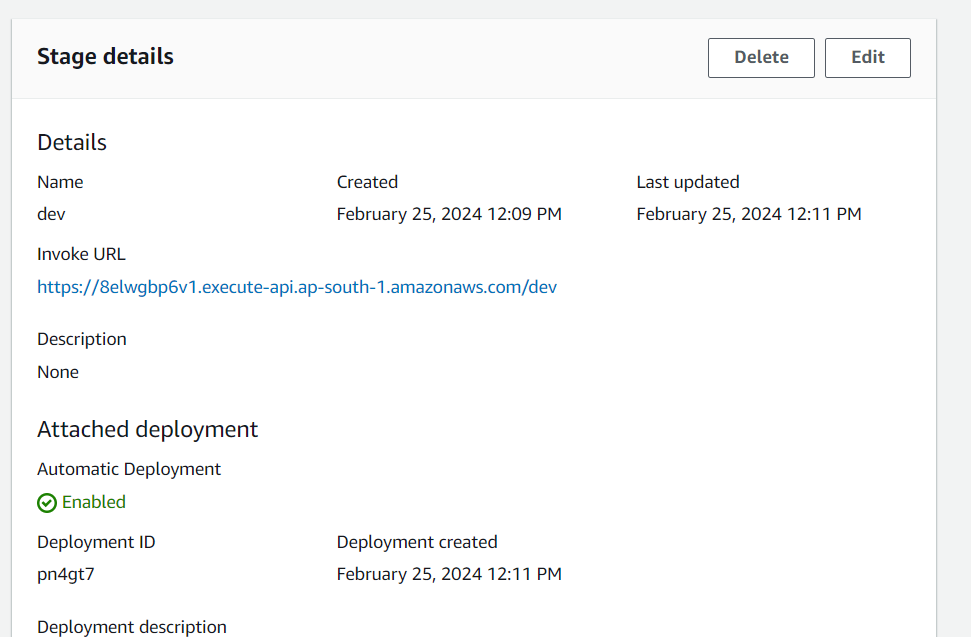 Stage details
Delete
Edit
Details
Name
Created
Last updated
dev
February 25, 2024 12:09 PM
February 25, 2024 12:11 PM
Invoke URL
https://8elwgbp6v1.execute-api.ap-south-1.amazonaws.com/dev
Description
None
Attached deployment
Automatic Deployment
Enabled
Deployment ID
Deployment created
pn4gt7
February 25, 2024 12:11 PM
Deployment description